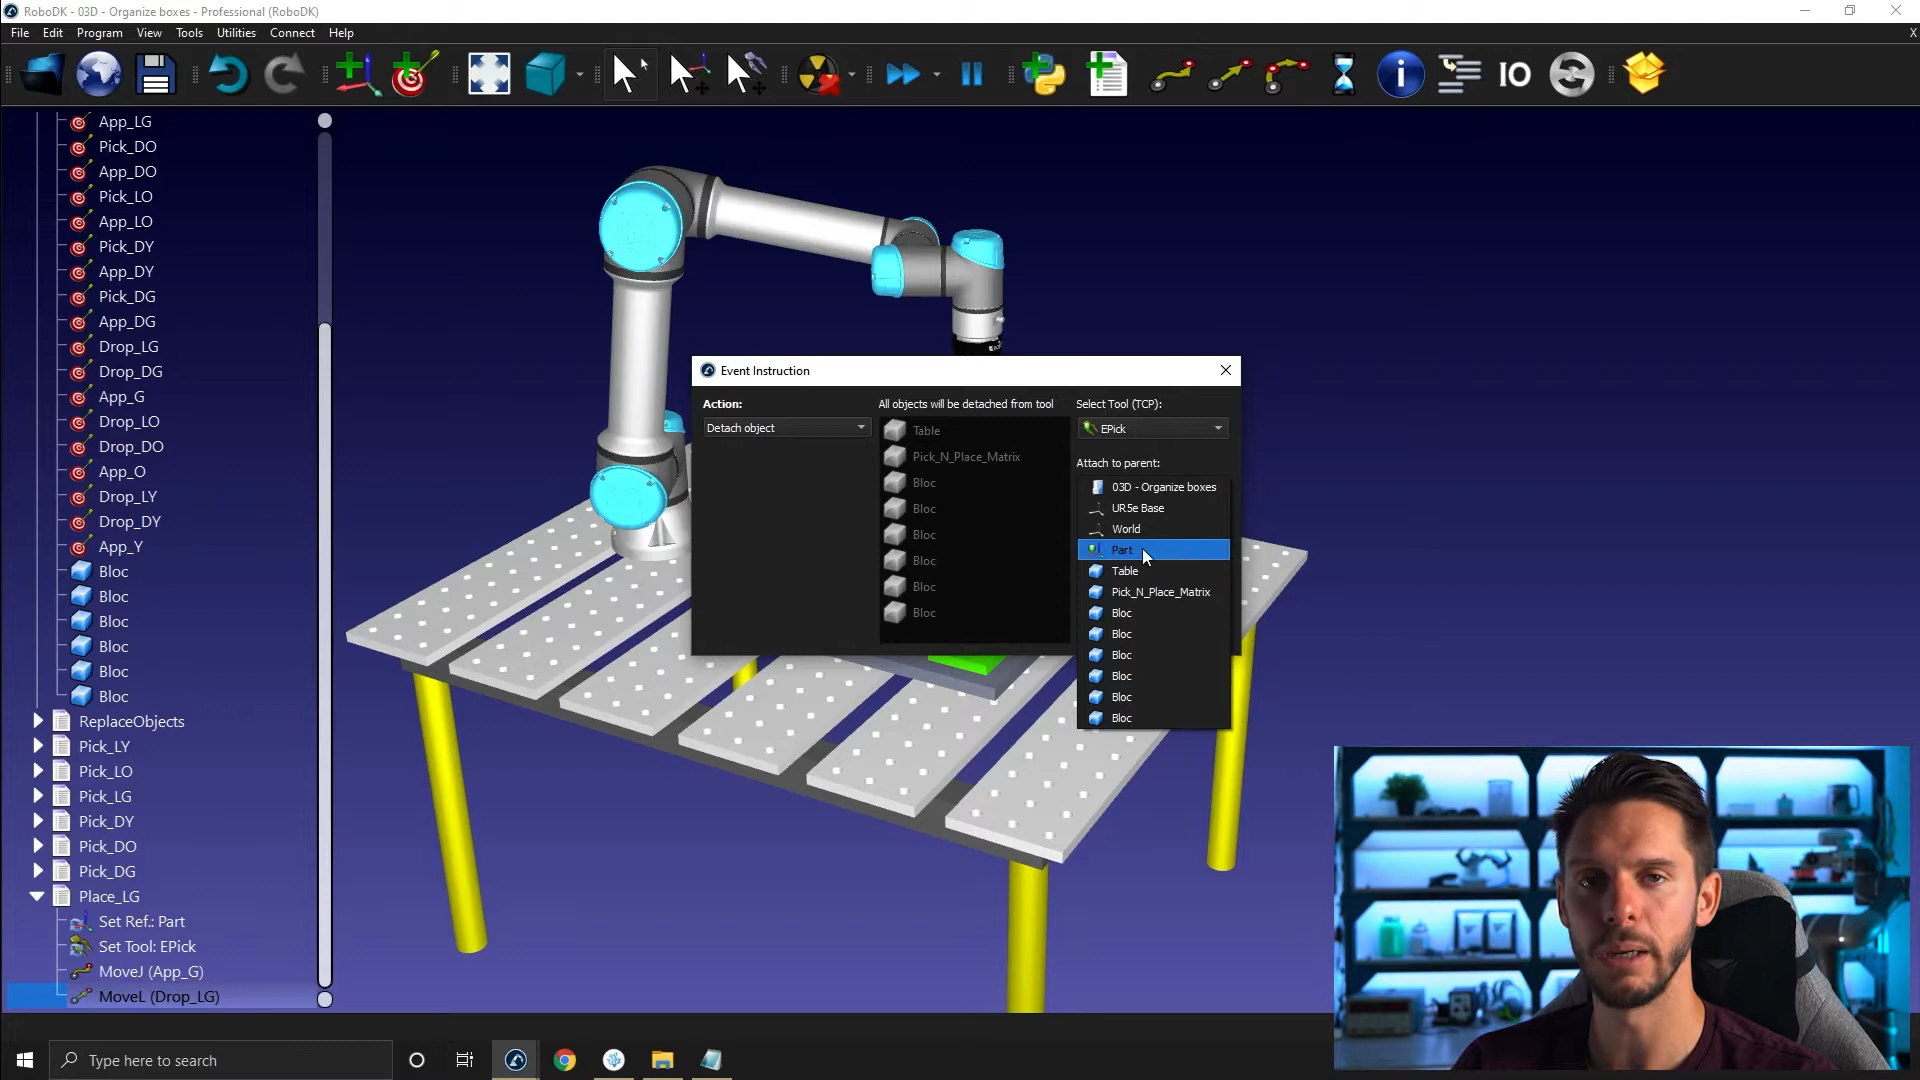 RoboDK - 03D - Organize boxes - Professional (RoboDK)
File Edit Program View Tools Utilities Connect Help X
IO
App_LG
Pick_DO
App_DO
Pick_LO
App_LO
Pick_DY
App_DY
Pick_DG
App_DG
Drop_LG
Drop_DG
App_G
Drop_LO
Drop_DO
App_O
Drop_LY
Drop_DY
App_Y
Bloc
Bloc
Bloc
Bloc
Bloc
Bloc
ReplaceObjects
Pick_LY
Pick_LO
Pick_LG
Pick_DY
Pick_DO
Pick_DG
Place_LG
Set Ref.: Part
Set Tool: EPick
MoveJ (App_G)
MoveL (Drop_LG)
Event Instruction
Action:
Detach object
All objects will be detached from tool
Table
Pick_N_Place_Matrix
Bloc
Bloc
Bloc
Bloc
Bloc
Bloc
Select Tool (TCP):
EPick
Attach to parent:
03D - Organize boxes
UR5e Base
World
Part
Table
Pick_N_Place_Matrix
Bloc
Bloc
Bloc
Bloc
Bloc
Bloc
Type here to search